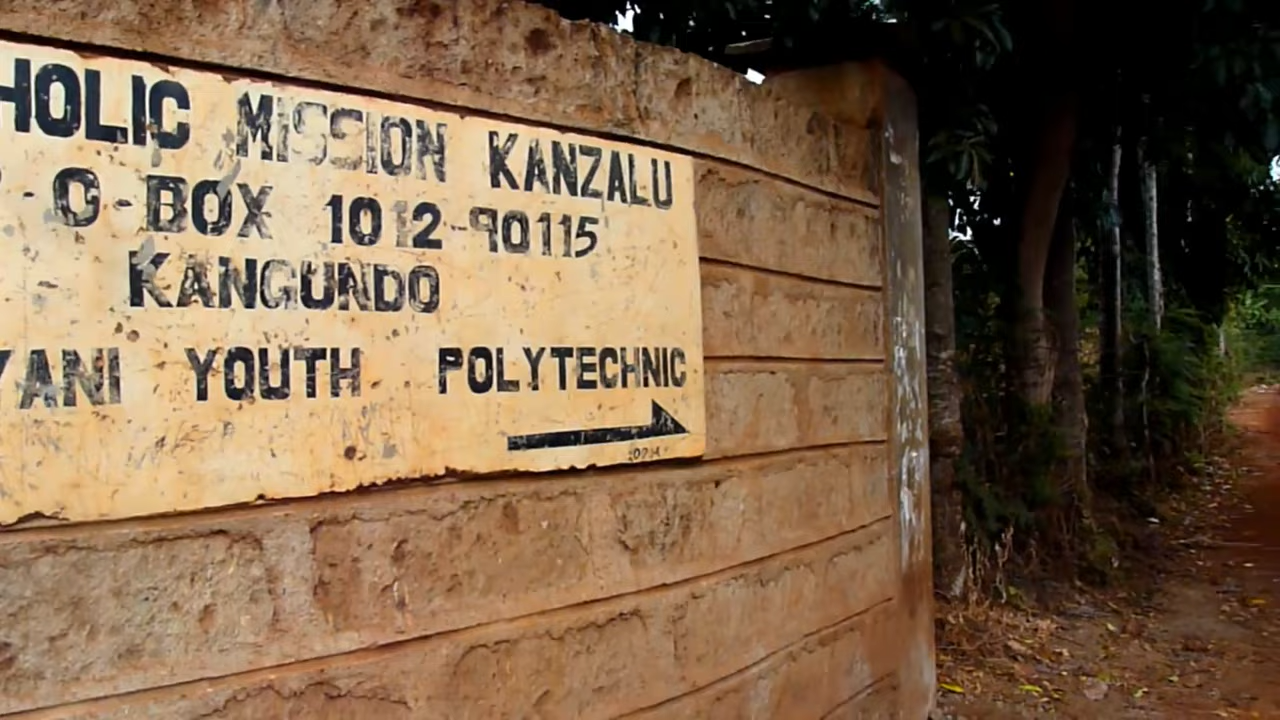 HOLIC MISSION KANZALU
- O - BOX 1012-90115
KANGUNDO
YANI YOUTH POLYTECHNIC